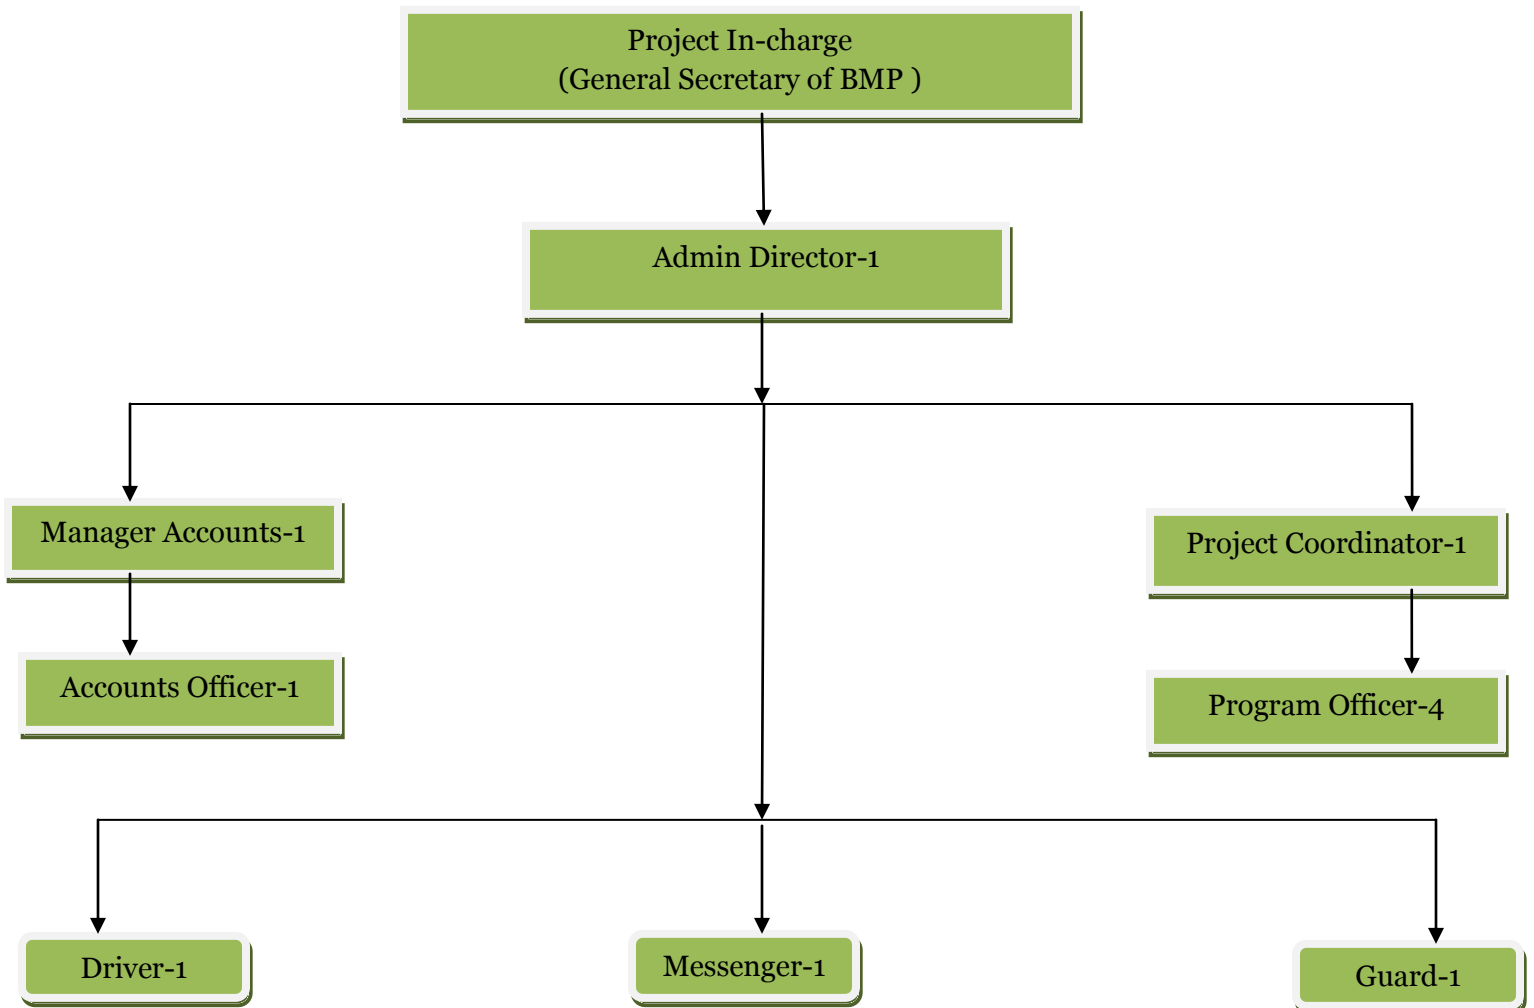 Project In-charge
(General Secretary of BMP )
Admin Director-1
Manager Accounts-1
Project Coordinator-1
Accounts Officer-1
Program Officer-4
Driver-1
Messenger-1
Guard-1